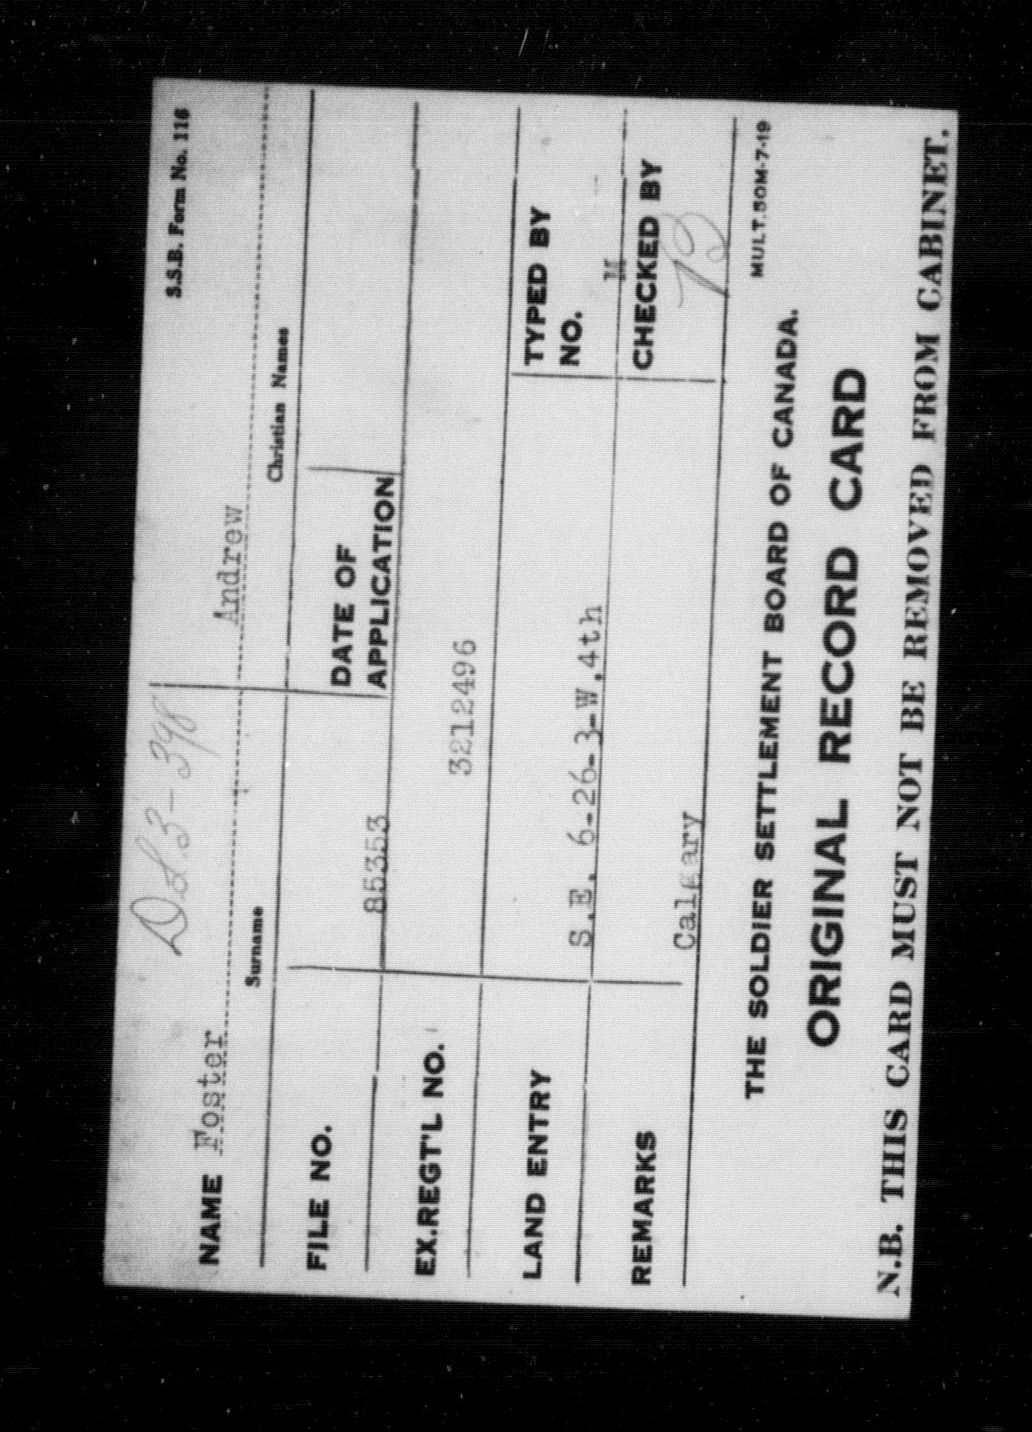 S.S.B. Form No. 116
DS3-398
NAME Foster Andrew
Surname Christian Names
FILE NO. 85353 DATE OF APPLICATION
EX.REGT'L NO. 3212496
LAND ENTRY S.E. 6-26-3-W.4th TYPED BY NO. M
REMARKS Calgary CHECKED BY
MULT.50M-7-19
THE SOLDIER SETTLEMENT BOARD OF CANADA.
ORIGINAL RECORD CARD
N.B. THIS CARD MUST NOT BE REMOVED FROM CABINET.